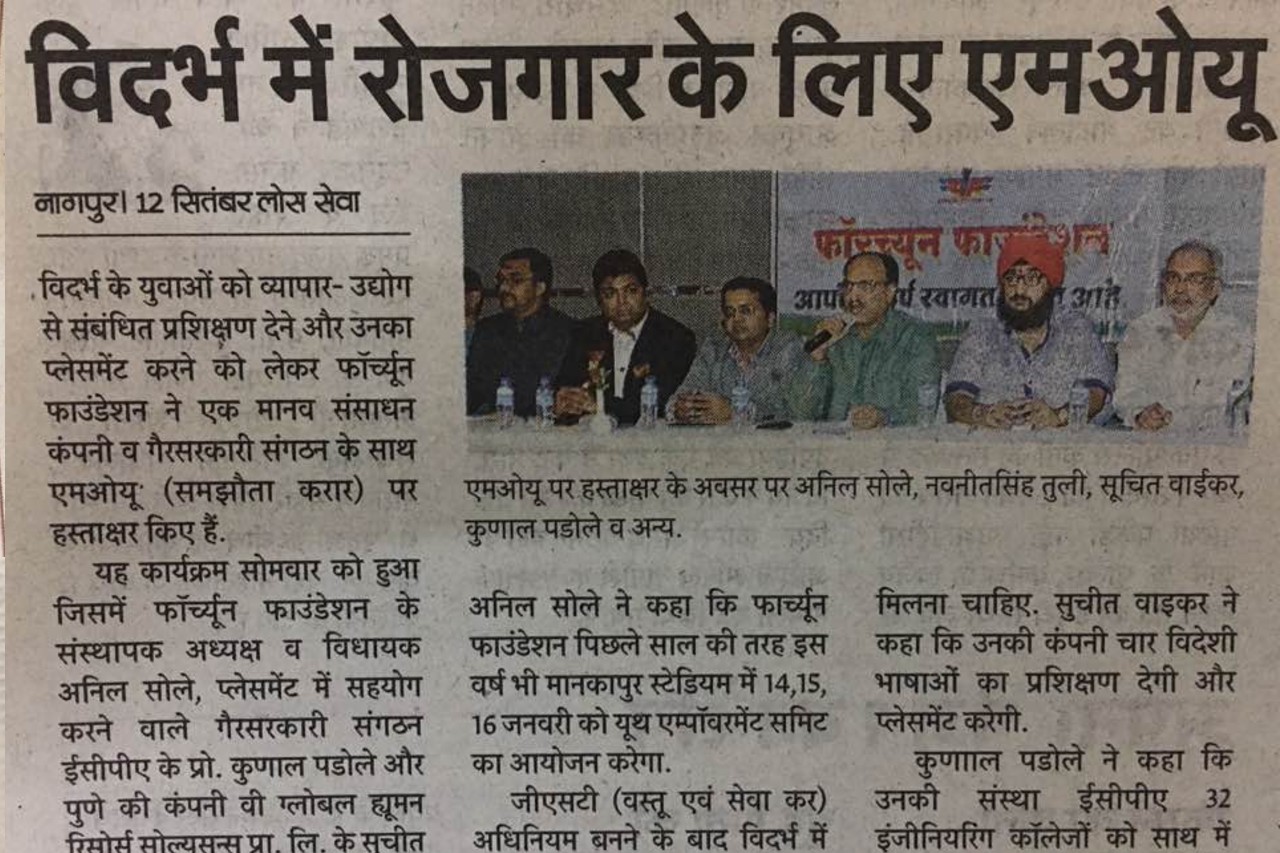 विदर्भ में रोजगार के लिए एमओयू
नागपुर। 12 सितंबर लोस सेवा
विदर्भ के युवाओं को व्यापार- उद्योग
से संबंधित प्रशिक्षण देने और उनका
प्लेसमेंट करने को लेकर फॉर्च्यून
फाउंडेशन ने एक मानव संसाधन
कंपनी व गैरसरकारी संगठन के साथ
एमओयू (समझौता करार) पर
हस्ताक्षर किए हैं.
यह कार्यक्रम सोमवार को हुआ
जिसमें फॉर्च्यून फाउंडेशन के
संस्थापक अध्यक्ष व विधायक
अनिल सोले, प्लेसमेंट में सहयोग
करने वाले गैरसरकारी संगठन
ईसीपीए के प्रो. कुणाल पडोले और
पुणे की कंपनी वी ग्लोबल ह्यूमन
रिसोर्स सोल्यूसन्स प्रा. लि. के सुचीत
फॉरच्यून
स्वागत
आहे
एमओयू पर हस्ताक्षर के अवसर पर अनिल सोले, नवनीतसिंह तुली, सूचित वाईकर,
कुणाल पडोले व अन्य.
अनिल सोले ने कहा कि फार्च्यून
फाउंडेशन पिछले साल की तरह इस
वर्ष भी मानकापुर स्टेडियम में 14,15,
16 जनवरी को यूथ एम्पॉवरमेंट समिट
का आयोजन करेगा.
जीएसटी (वस्तू एवं सेवा कर)
अधिनियम बनने के बाद विदर्भ में
मिलना चाहिए. सुचीत वाइकर ने
कहा कि उनकी कंपनी चार विदेशी
भाषाओं का प्रशिक्षण देगी और
प्लेसमेंट करेगी.
कुणााल पडोले ने कहा कि
उनकी संस्था ईसीपीए 32
इंजीनियरिंग कॉलेजों को साथ में